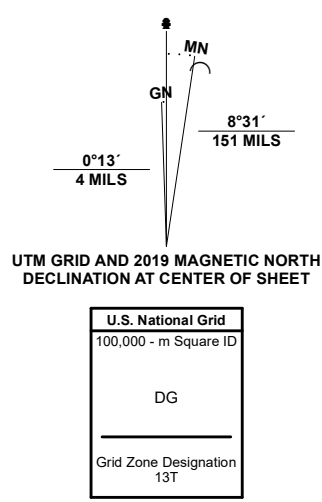 MN
GN
8°31´
151 MILS
0°13´
4 MILS
UTM GRID AND 2019 MAGNETIC NORTH
DECLINATION AT CENTER OF SHEET
U.S. National Grid
100,000 - m Square ID
DG
Grid Zone Designation
13T